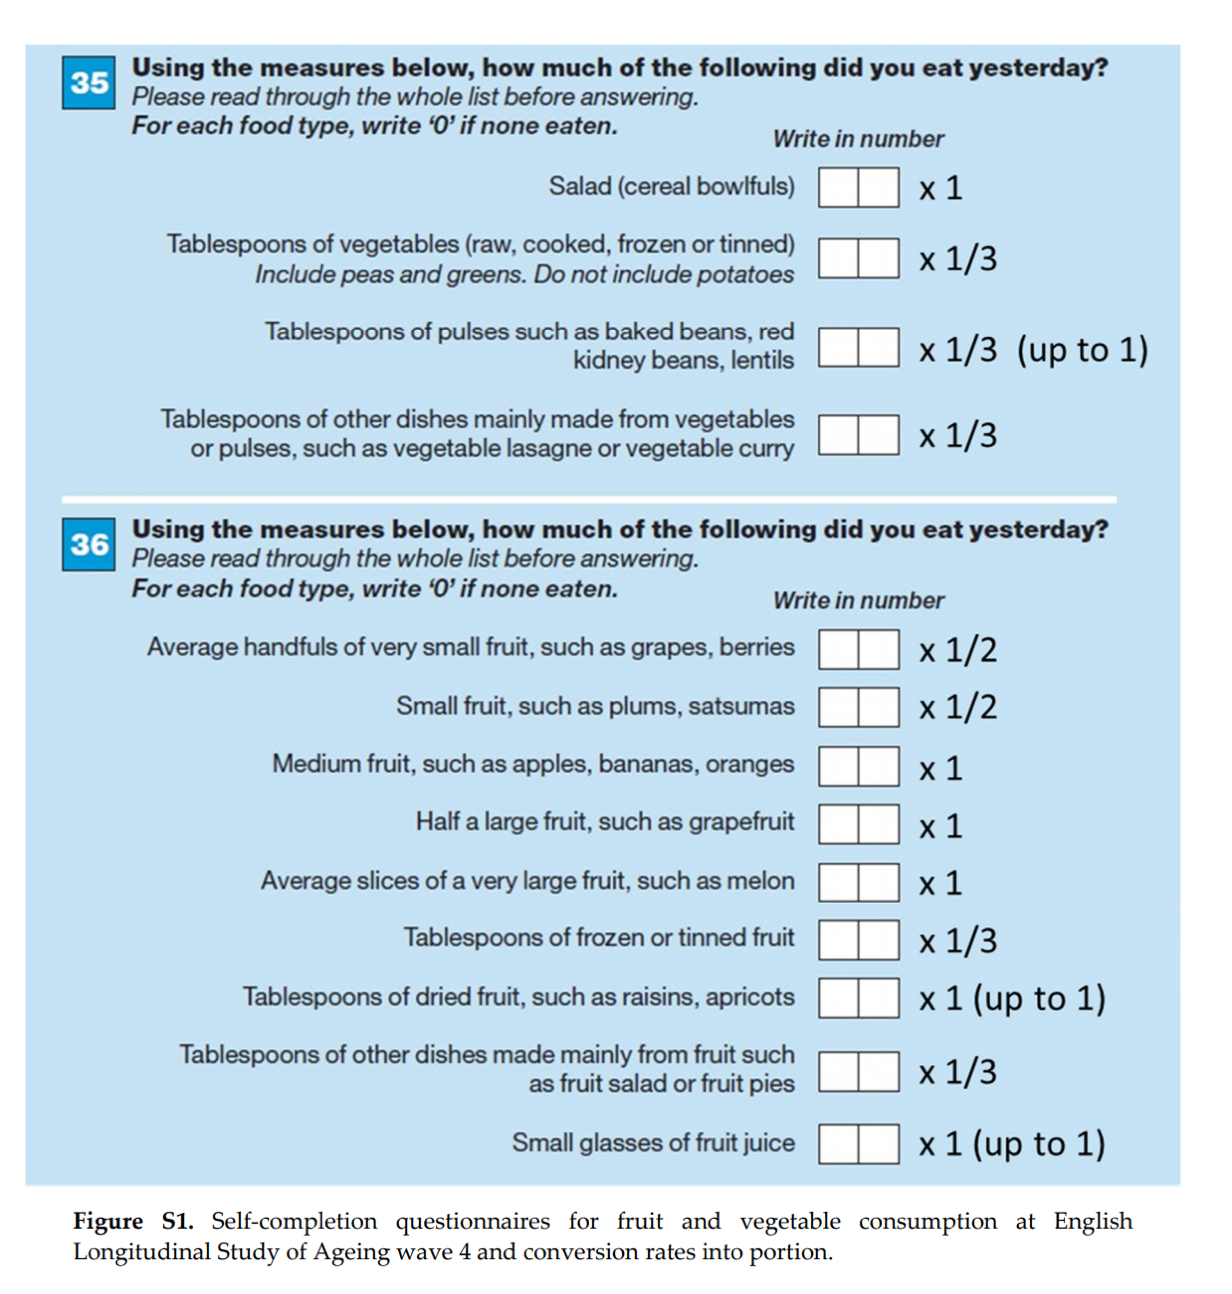 35 Using the measures below, how much of the following did you eat yesterday?
Please read through the whole list before answering.
For each food type, write ‘0’ if none eaten.
Write in number
Salad (cereal bowlfuls) x 1
Tablespoons of vegetables (raw, cooked, frozen or tinned)
Include peas and greens. Do not include potatoes x 1/3
Tablespoons of pulses such as baked beans, red
kidney beans, lentils x 1/3 (up to 1)
Tablespoons of other dishes mainly made from vegetables
or pulses, such as vegetable lasagne or vegetable curry x 1/3
36 Using the measures below, how much of the following did you eat yesterday?
Please read through the whole list before answering.
For each food type, write ‘0’ if none eaten.
Write in number
Average handfuls of very small fruit, such as grapes, berries x 1/2
Small fruit, such as plums, satsumas x 1/2
Medium fruit, such as apples, bananas, oranges x 1
Half a large fruit, such as grapefruit x 1
Average slices of a very large fruit, such as melon x 1
Tablespoons of frozen or tinned fruit x 1/3
Tablespoons of dried fruit, such as raisins, apricots x 1 (up to 1)
Tablespoons of other dishes made mainly from fruit such
as fruit salad or fruit pies x 1/3
Small glasses of fruit juice x 1 (up to 1)
Figure S1. Self-completion questionnaires for fruit and vegetable consumption at English
Longitudinal Study of Ageing wave 4 and conversion rates into portion.